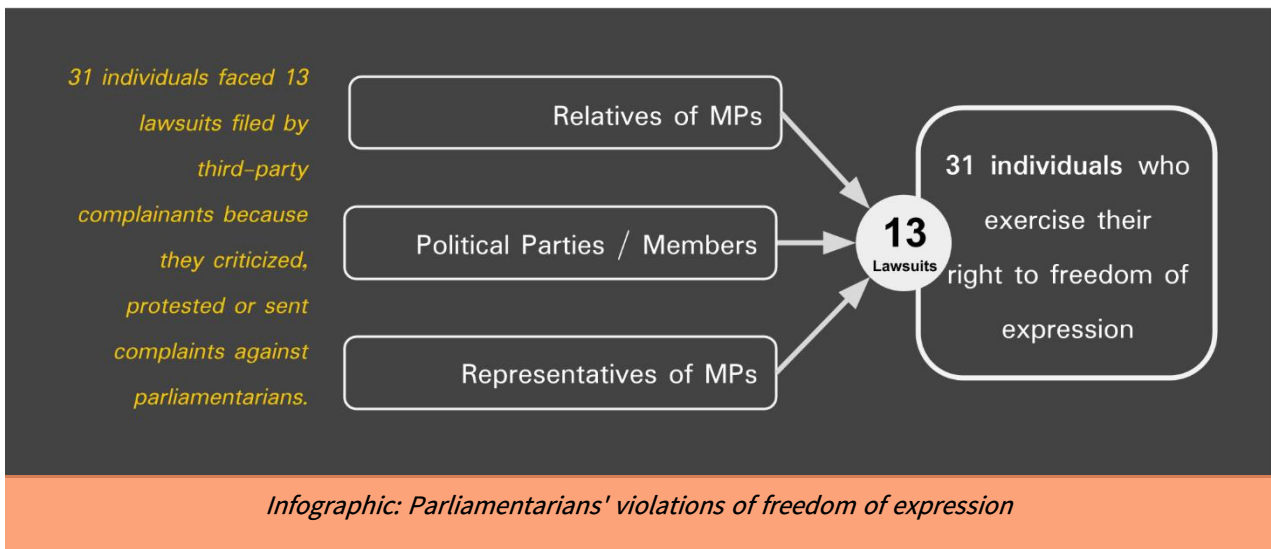 31 individuals faced 13
lawsuits filed by
third–party
complainants because
they criticized,
protested or sent
complaints against
parliamentarians.
Relatives of MPs
Political Parties / Members
Representatives of MPs
13
Lawsuits
31 individuals who
exercise their
right to freedom of
expression
Infographic: Parliamentarians' violations of freedom of expression